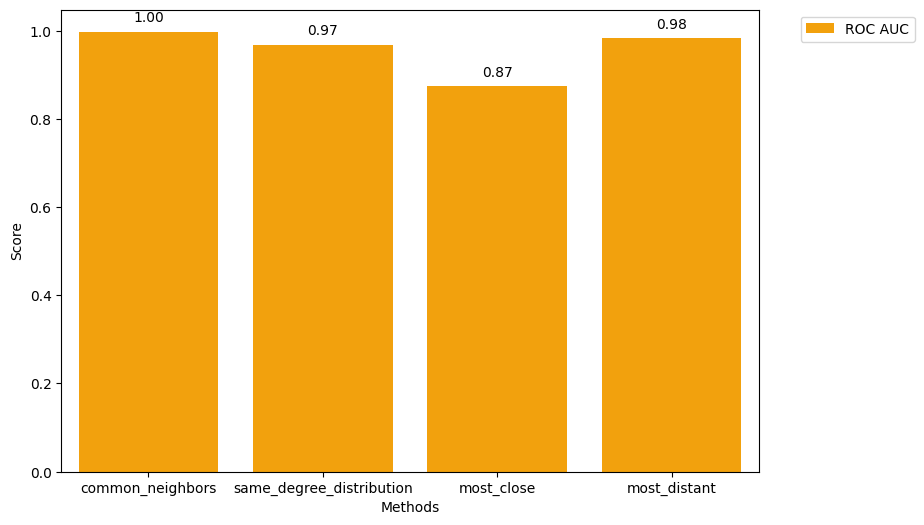 1.00
0.97
0.87
0.98
ROC AUC
1.0
0.8
0.6
0.4
0.2
0.0
Score
common_neighbors
same_degree_distribution
most_close
most_distant
Methods